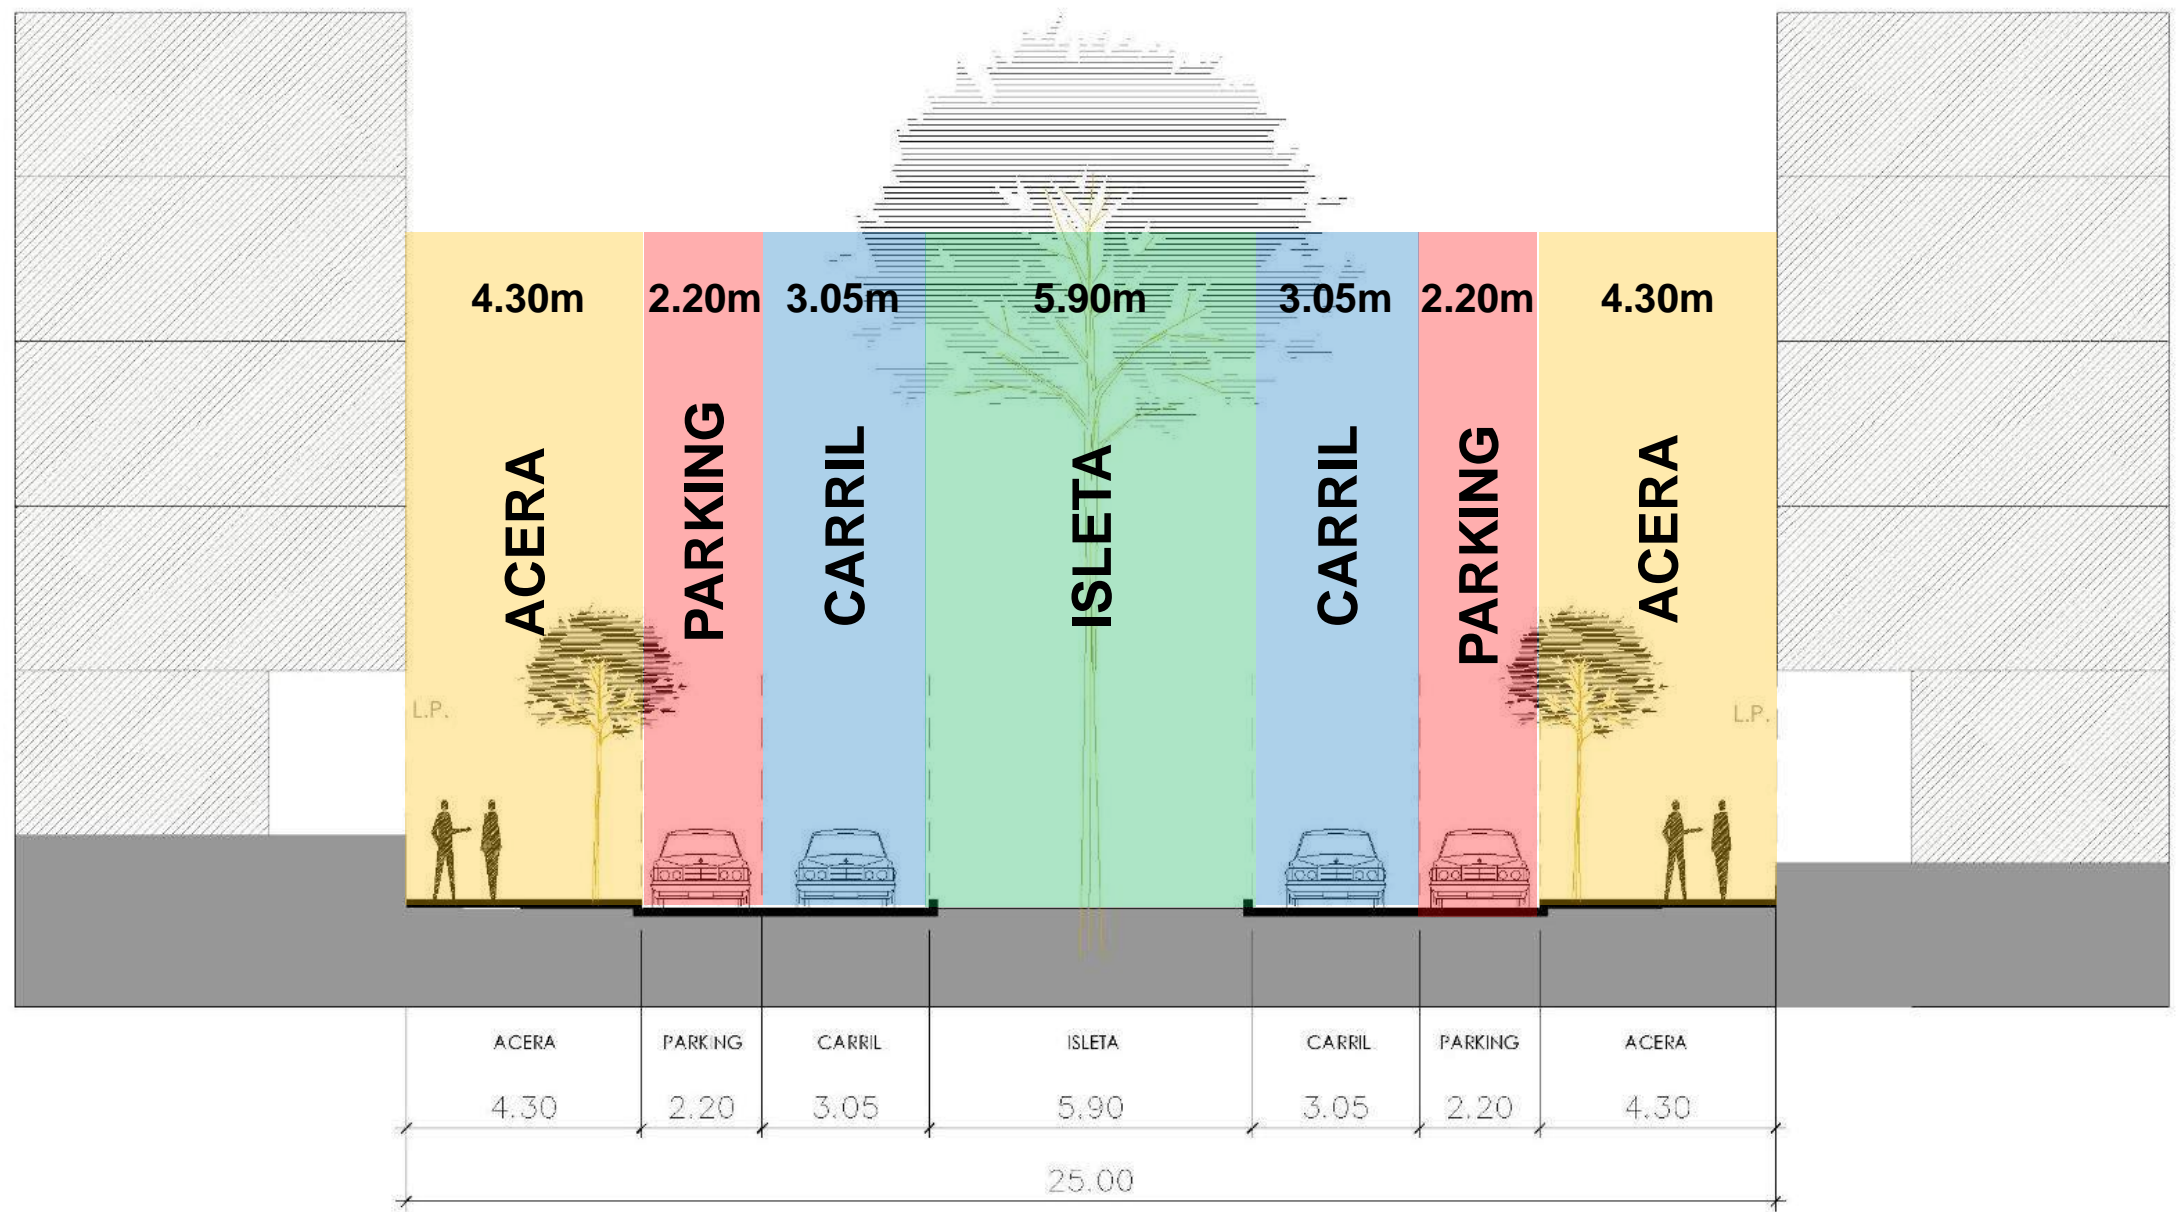 4.30m 2.20m 3.05m 5.90m 3.05m 2.20m 4.30m
ACERA
PARKING
CARRIL
ISLETA
CARRIL
PARKING
ACERA
L.P.
L.P.
ACERA PARKING CARRIL ISLETA CARRIL PARKING ACERA
4.30 2.20 3.05 5.90 3.05 2.20 4.30
25.00